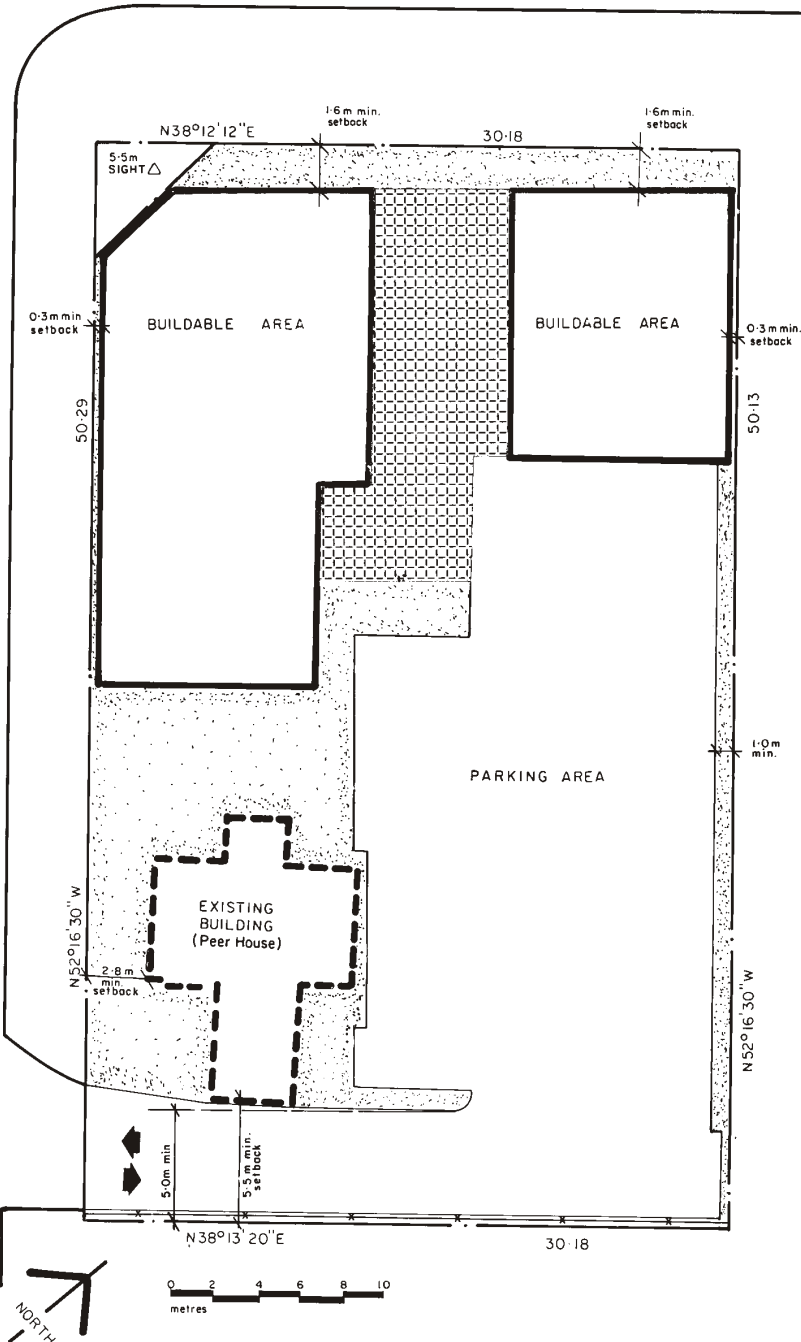 1·6m min.
setback
1·6m min.
setback
N38°12'12"E
30·18
5·5m
SIGHT△
0·3m min
setback
BUILDABLE AREA
BUILDABLE AREA
0·3m min.
setback
50·29
50·13
1·0m
min.
PARKING AREA
EXISTING
BUILDING
(Peer House)
N52°16'30"W
2·8m
min.
setback
N52°16'30"W
5·0m min
5·5m min.
setback
N38°13'20"E
30·18
0 2 4 6 8 10
metres
NORTH